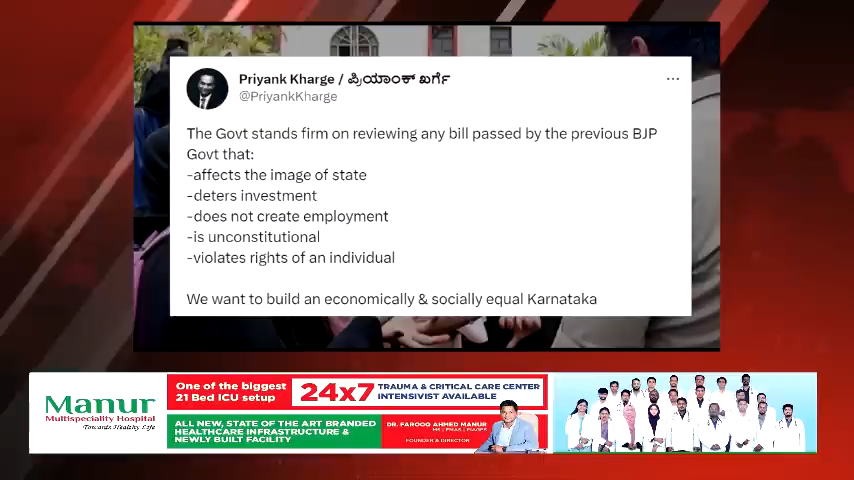 Priyank Kharge / ಪ್ರಿಯಾಂಕ್ ಖರ್ಗೆ
@PriyankKharge
The Govt stands firm on reviewing any bill passed by the previous BJP
Govt that:
-affects the image of state
-deters investment
-does not create employment
-is unconstitutional
-violates rights of an individual
We want to build an economically & socially equal Karnataka
Manur
Multispeciality Hospital
Towards Healthy Life
One of the biggest
21 Bed ICU setup
24x7
TRAUMA & CRITICAL CARE CENTER
INTENSIVIST AVAILABLE
ALL NEW, STATE OF THE ART BRANDED
HEALTHCARE INFRASTRUCTURE &
NEWLY BUILT FACILITY
DR. FAROOQ AHMED MANUR
FOUNDER & DIRECTOR